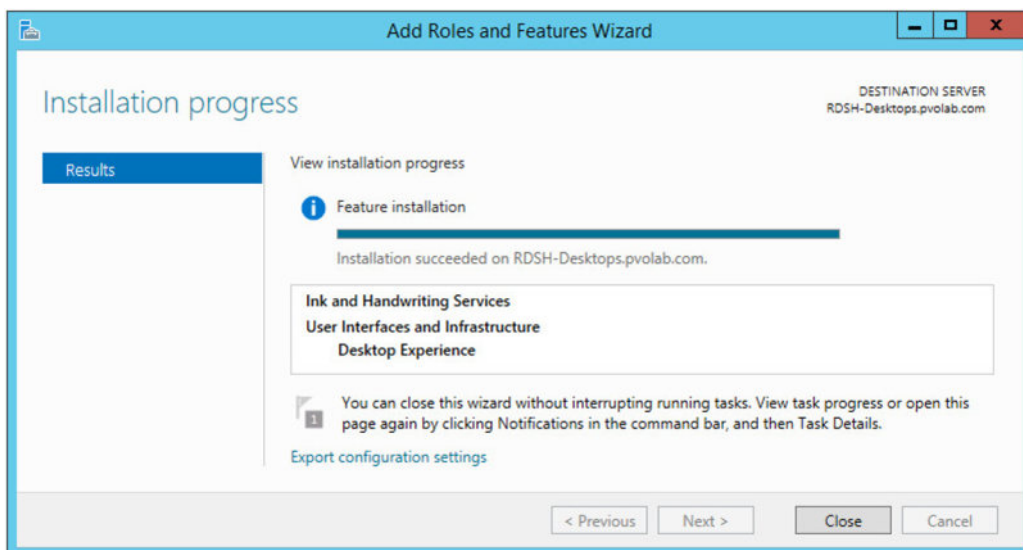 Add Roles and Features Wizard
Installation progress
DESTINATION SERVER
RDSH-Desktops.pvolab.com
Results
View installation progress
Feature installation
Installation succeeded on RDSH-Desktops.pvolab.com.
Ink and Handwriting Services
User Interfaces and Infrastructure
Desktop Experience
1
You can close this wizard without interrupting running tasks. View task progress or open this
page again by clicking Notifications in the command bar, and then Task Details.
Export configuration settings
< Previous Next > Close Cancel